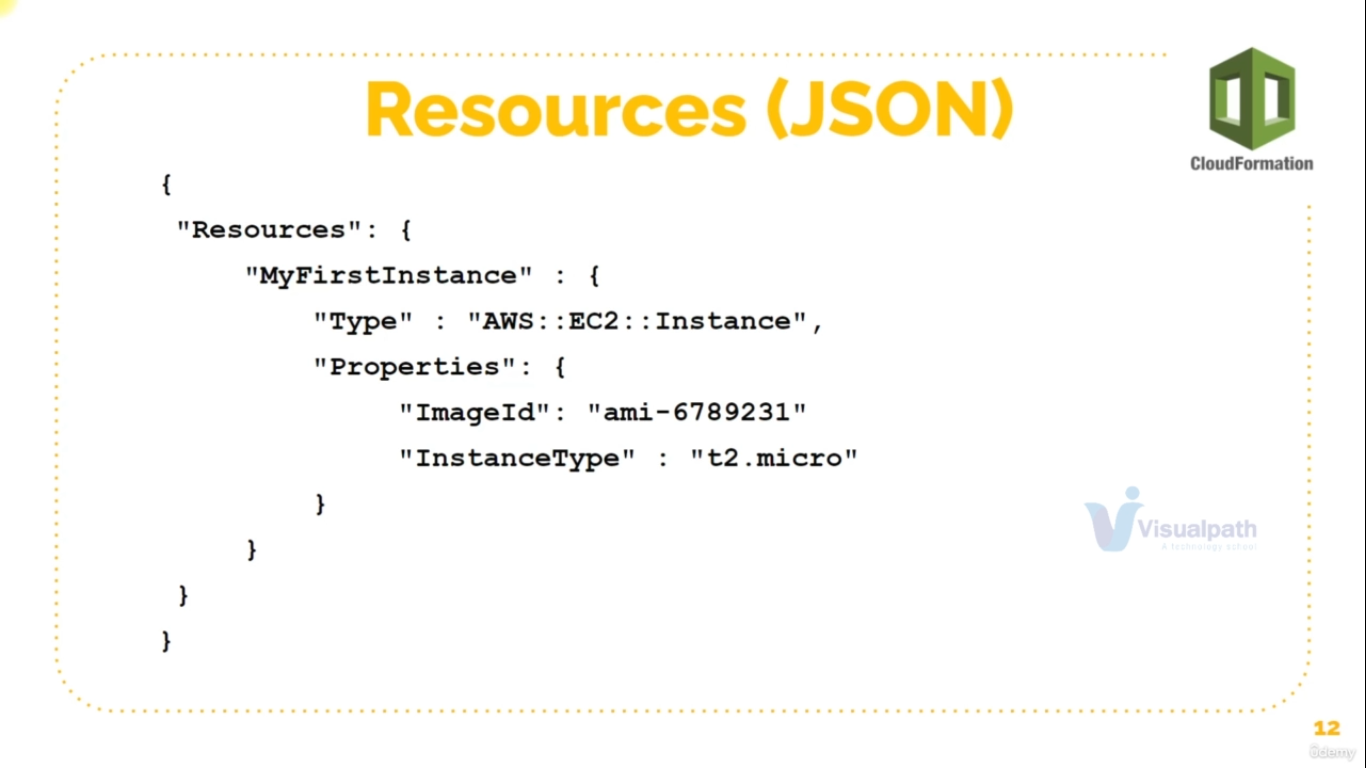 Resources (JSON)
CloudFormation
{
"Resources": {
"MyFirstInstance" : {
"Type" : "AWS::EC2::Instance",
"Properties": {
"ImageId": "ami-6789231"
"InstanceType" : "t2.micro"
}
}
}
}
Visualpath
A technology school
12
ûdemy